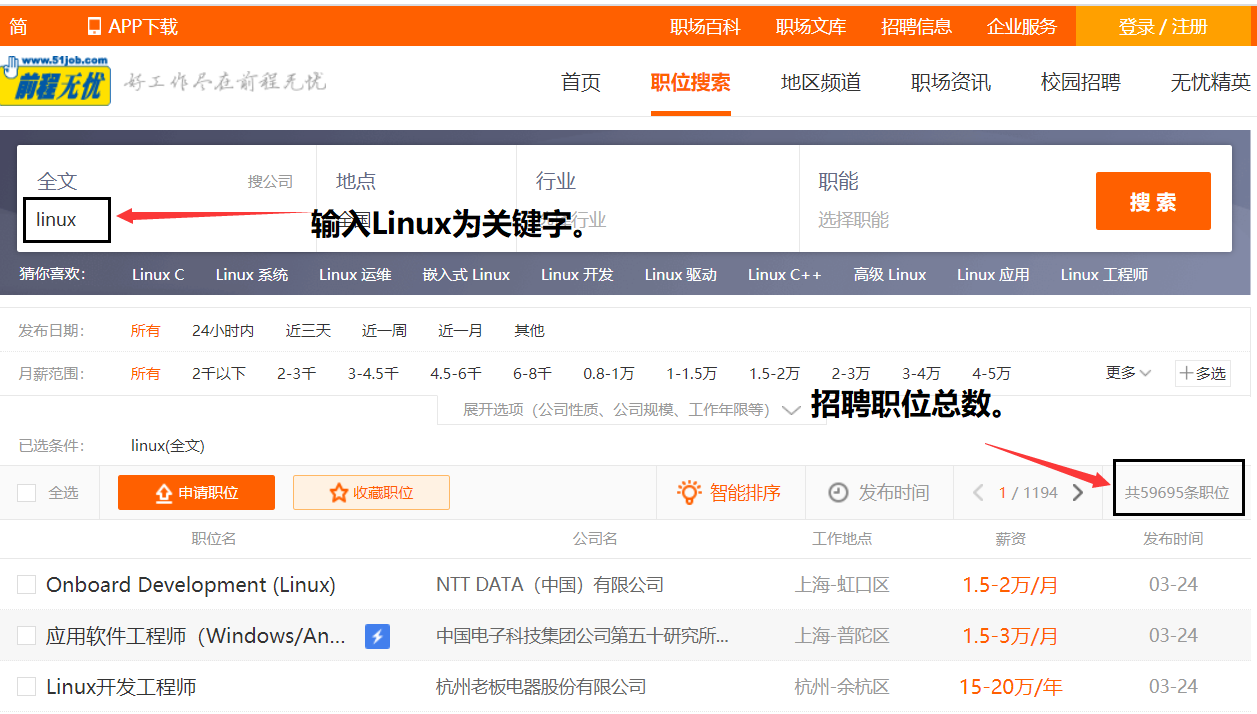 简 APP下载 职场百科 职场文库 招聘信息 企业服务 登录 / 注册
www.51job.com
前程无忧 好工作尽在前程无忧 首页 职位搜索 地区频道 职场资讯 校园招聘 无忧精英
全文 搜公司 地点 行业 职能
linux 全国 输入Linux为关键字。 行业 选择职能 搜 索
猜你喜欢: Linux C Linux 系统 Linux 运维 嵌入式 Linux Linux 开发 Linux 驱动 Linux C++ 高级 Linux Linux 应用 Linux 工程师
发布日期: 所有 24小时内 近三天 近一周 近一月 其他
月薪范围: 所有 2千以下 2-3千 3-4.5千 4.5-6千 6-8千 0.8-1万 1-1.5万 1.5-2万 2-3万 3-4万 4-5万 更多 多选
展开选项(公司性质、公司规模、工作年限等) 招聘职位总数。
已选条件: linux(全文)
全选 申请职位 收藏职位 智能排序 发布时间 1 / 1194 共59695条职位
职位名 公司名 工作地点 薪资 发布时间
Onboard Development (Linux) NTT DATA（中国）有限公司 上海-虹口区 1.5-2万/月 03-24
应用软件工程师（Windows/An... 中国电子科技集团公司第五十研究所... 上海-普陀区 1.5-3万/月 03-24
Linux开发工程师 杭州老板电器股份有限公司 杭州-余杭区 15-20万/年 03-24